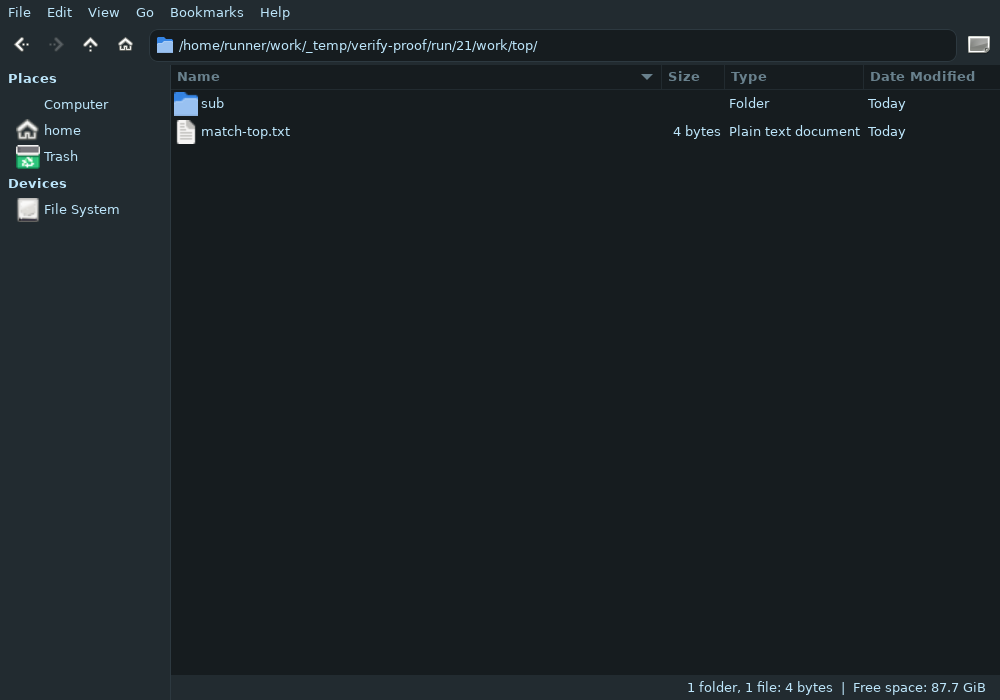 File Edit View Go Bookmarks Help
/home/runner/work/_temp/verify-proof/run/21/work/top/
Places
Computer
home
Trash
Devices
File System
Name Size Type Date Modified
sub Folder Today
match-top.txt 4 bytes Plain text document Today
1 folder, 1 file: 4 bytes | Free space: 87.7 GiB